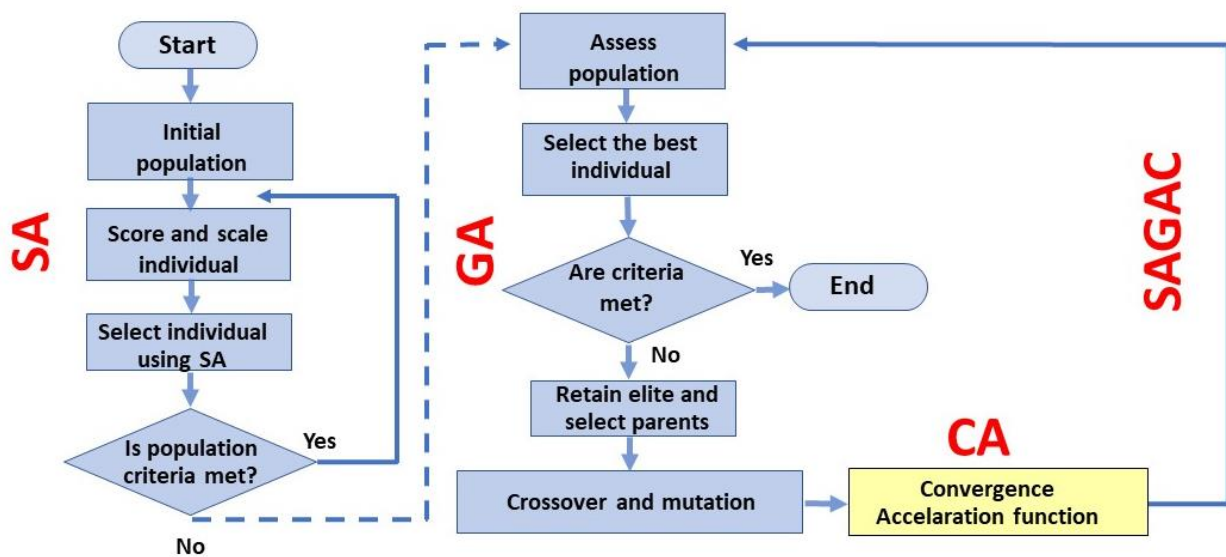 Start
Initial
population
Score and scale
individual
Select individual
using SA
Is population
criteria met?
Yes
No
SA
Assess
population
Select the best
individual
Are criteria
met?
Yes
End
No
Retain elite and
select parents
Crossover and mutation
GA
CA
Convergence
Accelaration function
SAGAC